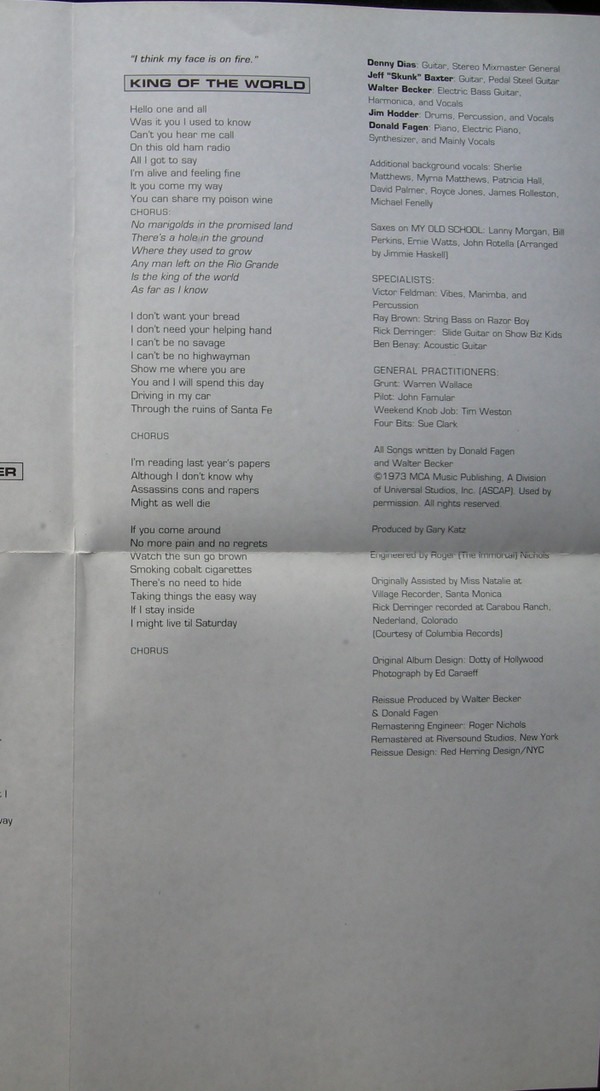 "I think my face is on fire."
KING OF THE WORLD
Hello one and all
Was it you I used to know
Can't you hear me call
On this old ham radio
All I got to say
I'm alive and feeling fine
It you come my way
You can share my poison wine
CHORUS:
No marigolds in the promised land
There's a hole in the ground
Where they used to grow
Any man left on the Rio Grande
Is the king of the world
As far as I know
I don't want your bread
I don't need your helping hand
I can't be no savage
I can't be no highwayman
Show me where you are
You and I will spend this day
Driving in my car
Through the ruins of Santa Fe
CHORUS
I'm reading last year's papers
Although I don't know why
Assassins cons and rapers
Might as well die
If you come around
No more pain and no regrets
Watch the sun go brown
Smoking cobalt cigarettes
There's no need to hide
Taking things the easy way
If I stay inside
I might live til Saturday
CHORUS
Denny Dias: Guitar, Stereo Mixmaster General
Jeff "Skunk" Baxter: Guitar, Pedal Steel Guitar
Walter Becker: Electric Bass Guitar,
Harmonica, and Vocals
Jim Hodder: Drums, Percussion, and Vocals
Donald Fagen: Piano, Electric Piano,
Synthesizer, and Mainly Vocals
Additional background vocals: Sherlie
Matthews, Myrna Matthews, Patricia Hall,
David Palmer, Royce Jones, James Rolleston,
Michael Fenelly
Saxes on MY OLD SCHOOL: Lanny Morgan, Bill
Perkins, Ernie Watts, John Rotella (Arranged
by Jimmie Haskell)
SPECIALISTS:
Victor Feldman: Vibes, Marimba, and
Percussion
Ray Brown: String Bass on Razor Boy
Rick Derringer: Slide Guitar on Show Biz Kids
Ben Benay: Acoustic Guitar
GENERAL PRACTITIONERS:
Grunt: Warren Wallace
Pilot: John Famular
Weekend Knob Job: Tim Weston
Four Bits: Sue Clark
All Songs written by Donald Fagen
and Walter Becker
©1973 MCA Music Publishing, A Division
of Universal Studios, Inc. (ASCAP). Used by
permission. All rights reserved.
Produced by Gary Katz
Engineered by Roger (The Immortal) Nichols
Originally Assisted by Miss Natalie at
Village Recorder, Santa Monica
Rick Derringer recorded at Carabou Ranch,
Nederland, Colorado
(Courtesy of Columbia Records)
Original Album Design: Dotty of Hollywood
Photograph by Ed Caraeff
Reissue Produced by Walter Becker
& Donald Fagen
Remastering Engineer: Roger Nichols
Remastered at Riversound Studios, New York
Reissue Design: Red Herring Design/NYC